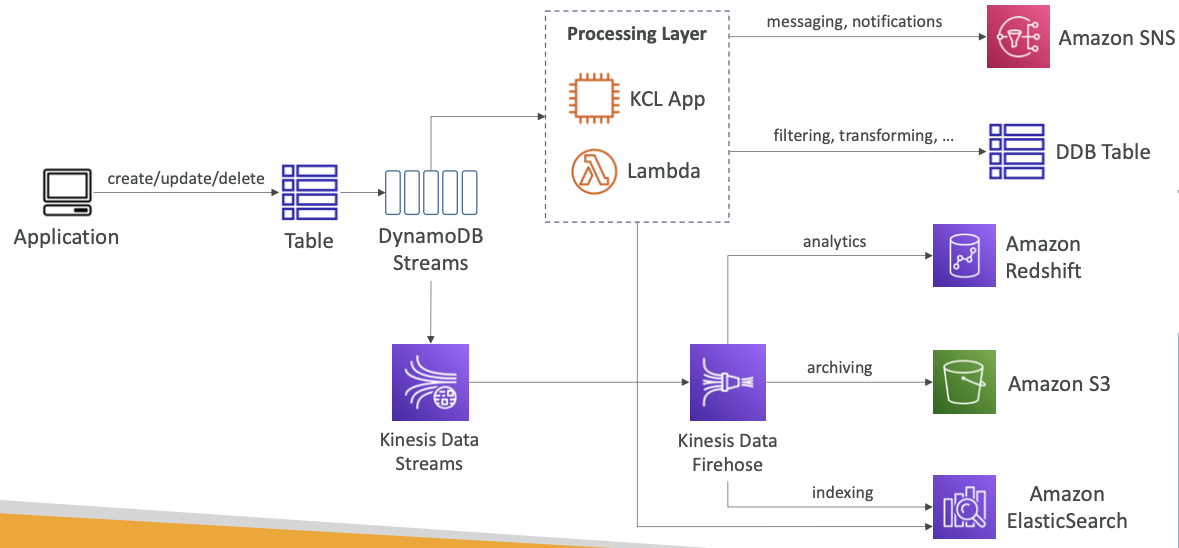 Processing Layer
KCL App
Lambda
messaging, notifications
Amazon SNS
filtering, transforming, ...
DDB Table
Application
create/update/delete
Table
DynamoDB
Streams
analytics
Amazon
Redshift
Kinesis Data
Streams
Kinesis Data
Firehose
archiving
Amazon S3
indexing
Amazon
ElasticSearch